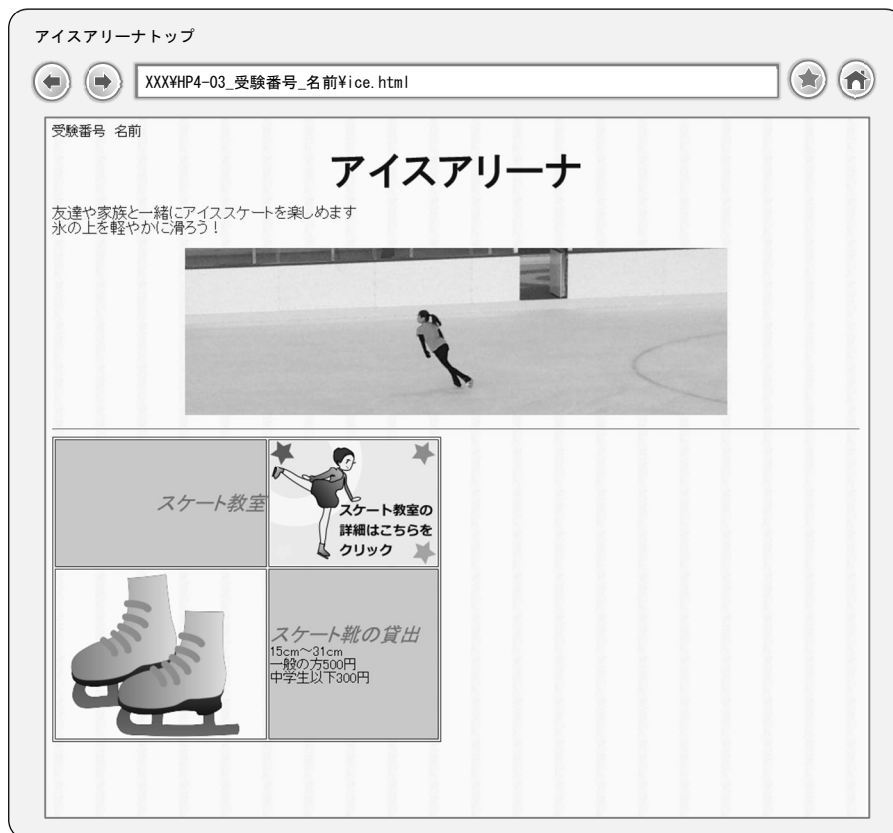 アイスアリーナトップ
XXX¥HP4-03_受験番号_名前¥ice.html
受験番号 名前
アイスアリーナ
友達や家族と一緒にアイススケートを楽しめます
氷の上を軽やかに滑ろう!
スケート教室
スケート教室の
詳細はこちらを
クリック
スケート靴の貸出
15cm~31cm
一般の方500円
中学生以下300円